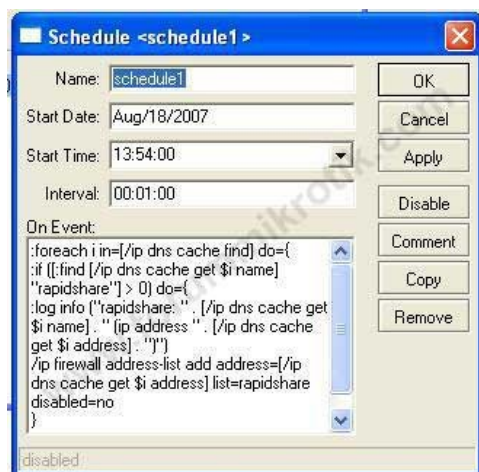 Schedule <schedule1>
Name: schedule1
OK
Start Date: Aug/18/2007
Cancel
Start Time: 13:54:00
Apply
Interval: 00:01:00
Disable
On Event:
Comment
Copy
Remove
:foreach i in=[/ip dns cache find] do={
:if ([:find [/ip dns cache get $i name]
"rapidshare"] > 0) do={
:log info ("rapidshare: " . [/ip dns cache get
$i name] . " (ip address " . [/ip dns cache
get $i address] . ")")
/ip firewall address-list add address=[/ip
dns cache get $i address] list=rapidshare
disabled=no
}
disabled